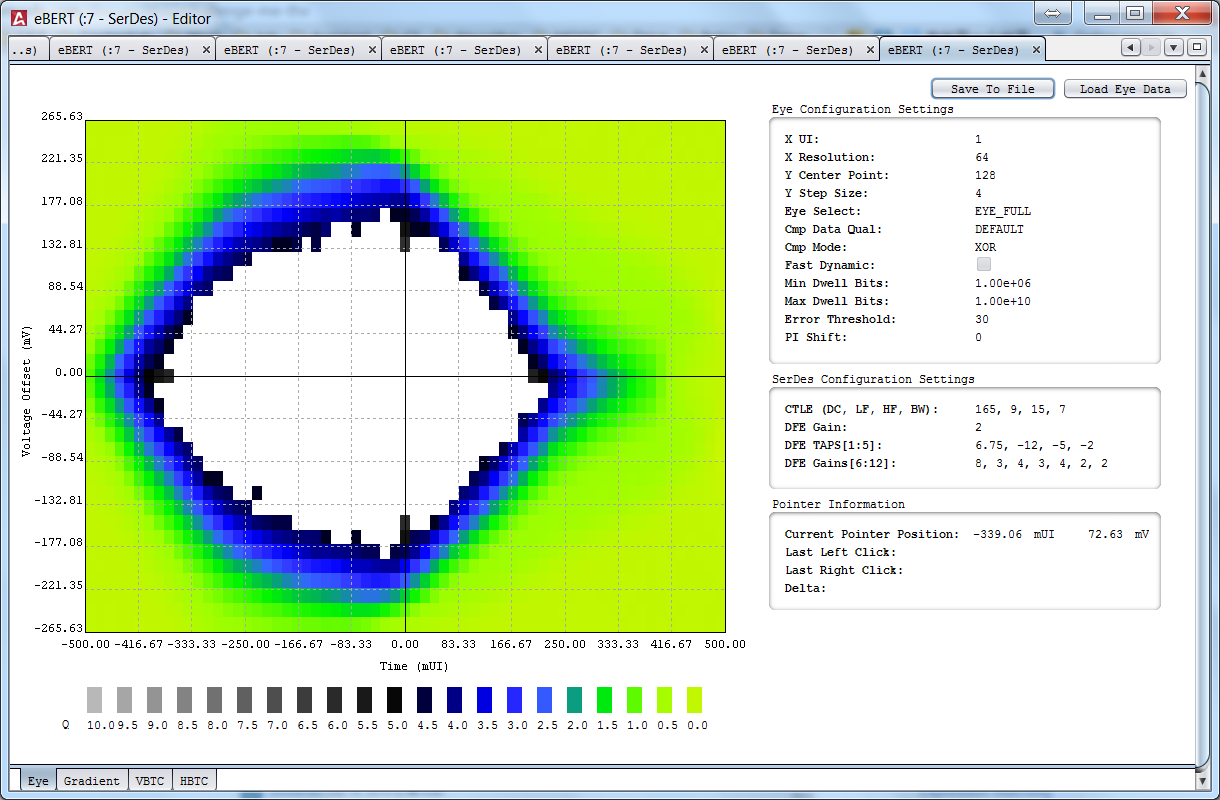 eBERT (:7 - SerDes) - Editor
..s) eBERT (:7 - SerDes) eBERT (:7 - SerDes) eBERT (:7 - SerDes) eBERT (:7 - SerDes) eBERT (:7 - SerDes) eBERT (:7 - SerDes)
Save To File Load Eye Data
Eye Configuration Settings
X UI: 1
X Resolution: 64
Y Center Point: 128
Y Step Size: 4
Eye Select: EYE_FULL
Cmp Data Qual: DEFAULT
Cmp Mode: XOR
Fast Dynamic:
Min Dwell Bits: 1.00e+06
Max Dwell Bits: 1.00e+10
Error Threshold: 30
PI Shift: 0
SerDes Configuration Settings
CTLE (DC, LF, HF, BW): 165, 9, 15, 7
DFE Gain: 2
DFE TAPS[1:5]: 6.75, -12, -5, -2
DFE Gains[6:12]: 8, 3, 4, 3, 4, 2, 2
Pointer Information
Current Pointer Position: -339.06 mUI 72.63 mV
Last Left Click:
Last Right Click:
Delta:
Voltage Offset (mV)
265.63
221.35
177.08
132.81
88.54
44.27
0.00
-44.27
-88.54
-132.81
-177.08
-221.35
-265.63
-500.00 -416.67 -333.33 -250.00 -166.67 -83.33 0.00 83.33 166.67 250.00 333.33 416.67 500.00
Time (mUI)
Q 10.0 9.5 9.0 8.5 8.0 7.5 7.0 6.5 6.0 5.5 5.0 4.5 4.0 3.5 3.0 2.5 2.0 1.5 1.0 0.5 0.0
Eye Gradient VBTC HBTC